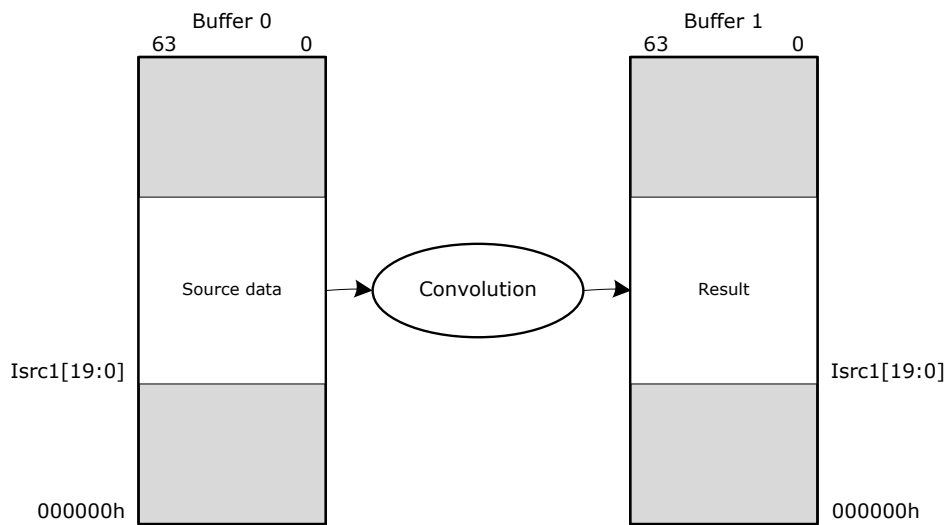 Buffer 0
63 0
Buffer 1
63 0
Source data
Convolution
Result
Isrc1[19:0]
Isrc1[19:0]
000000h
000000h